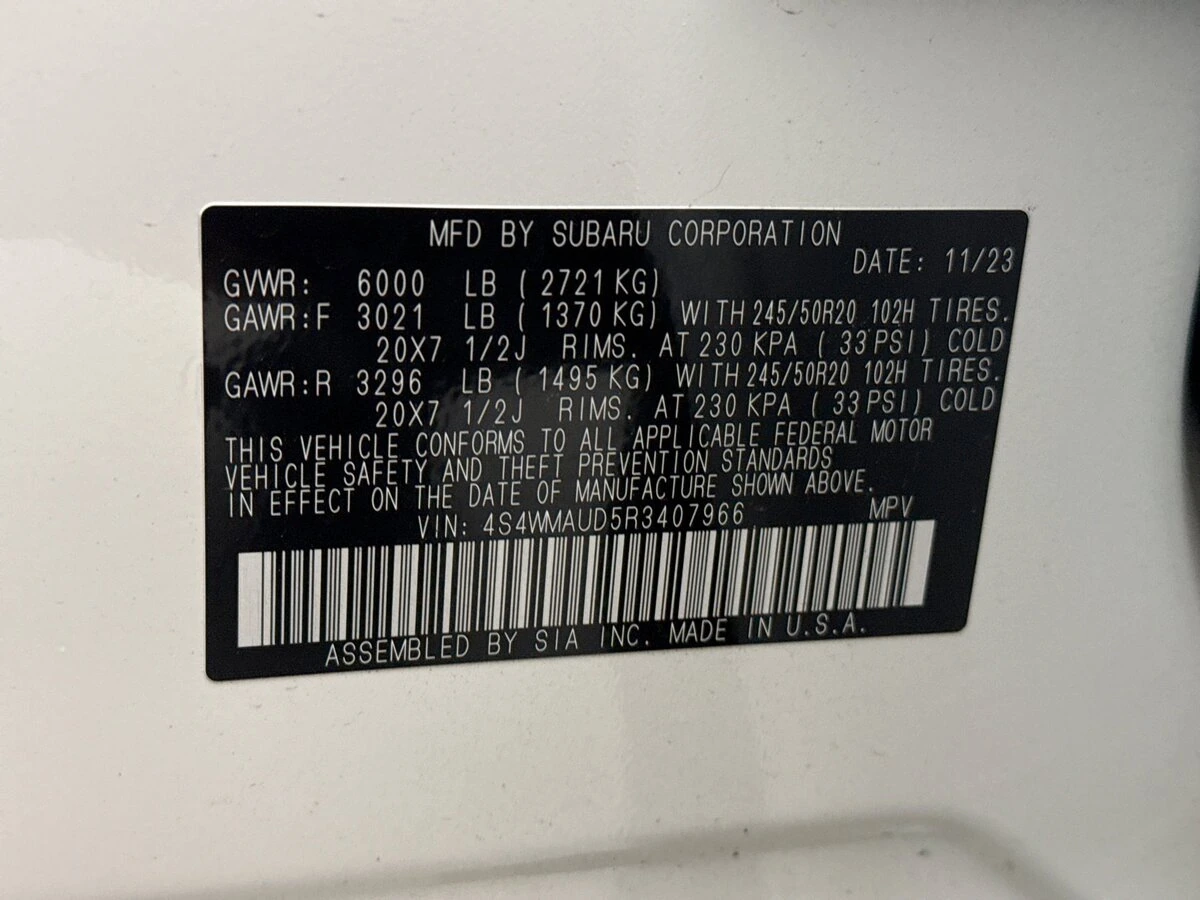 MFD BY SUBARU CORPORATION
DATE: 11/23
GVWR: 6000 LB ( 2721 KG)
GAWR:F 3021 LB ( 1370 KG) WITH 245/50R20 102H TIRES.
20X7 1/2J RIMS. AT 230 KPA ( 33 PSI) COLD
GAWR:R 3296 LB ( 1495 KG) WITH 245/50R20 102H TIRES.
20X7 1/2J RIMS. AT 230 KPA ( 33 PSI) COLD
THIS VEHICLE CONFORMS TO ALL APPLICABLE FEDERAL MOTOR
VEHICLE SAFETY AND THEFT PREVENTION STANDARDS
IN EFFECT ON THE DATE OF MANUFACTURE SHOWN ABOVE.
VIN: 4S4WMAUD5R3407966 MPV
ASSEMBLED BY SIA INC. MADE IN U.S.A.